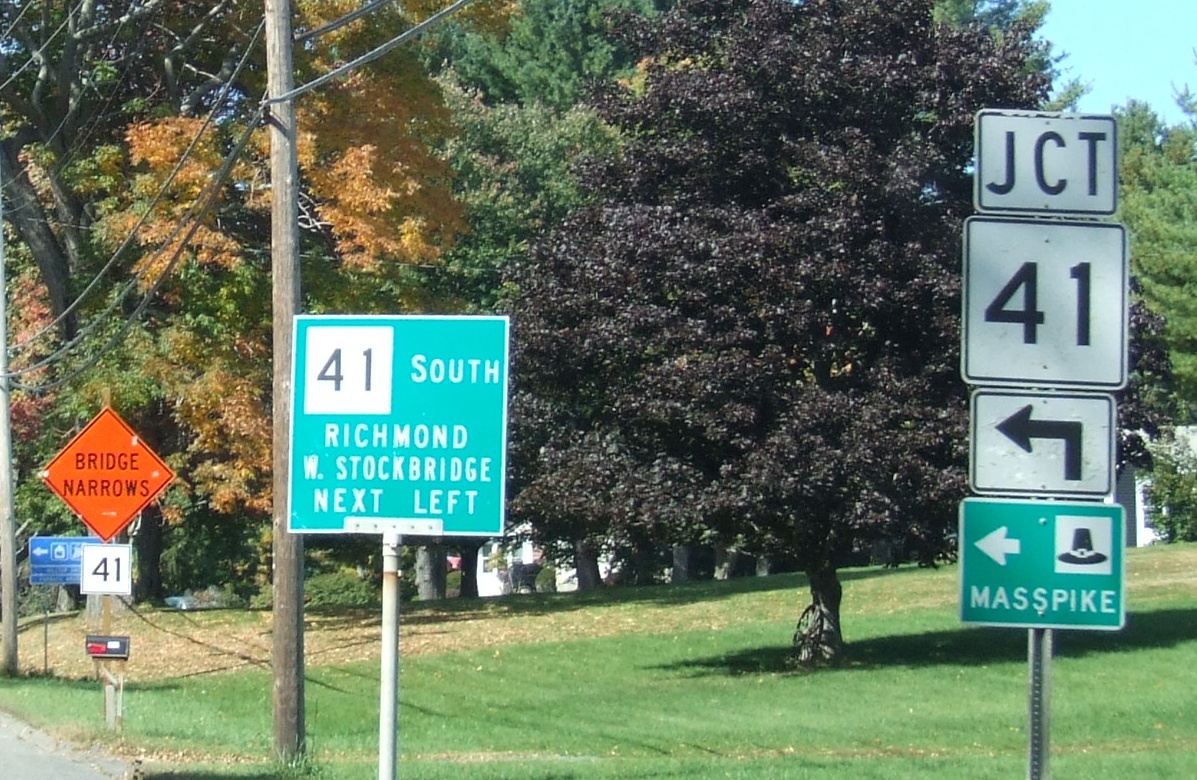 BRIDGE
NARROWS
41
41 SOUTH
RICHMOND
W. STOCKBRIDGE
NEXT LEFT
JCT
41
MASSPIKE